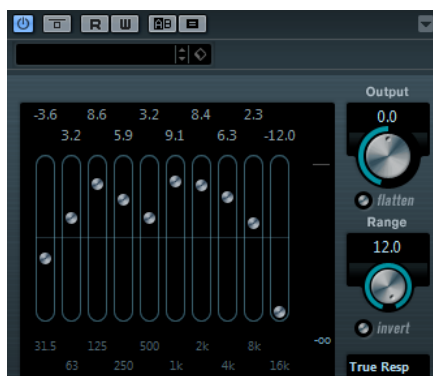 R W AB
Output
-3.6 8.6 3.2 8.4 2.3 0.0
3.2 5.9 9.1 6.3 -12.0
flatten
Range
12.0
31.5 125 500 2k 8k -∞ invert
63 250 1k 4k 16k True Resp